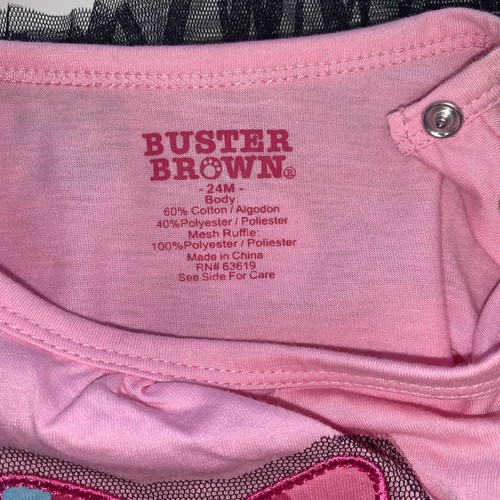 BUSTER
BROWN®
- 24M -
Body:
60% Cotton / Algodon
40%Polyester / Poliester
Mesh Ruffle:
100%Polyester / Poliester
Made in China
RN# 63619
See Side For Care